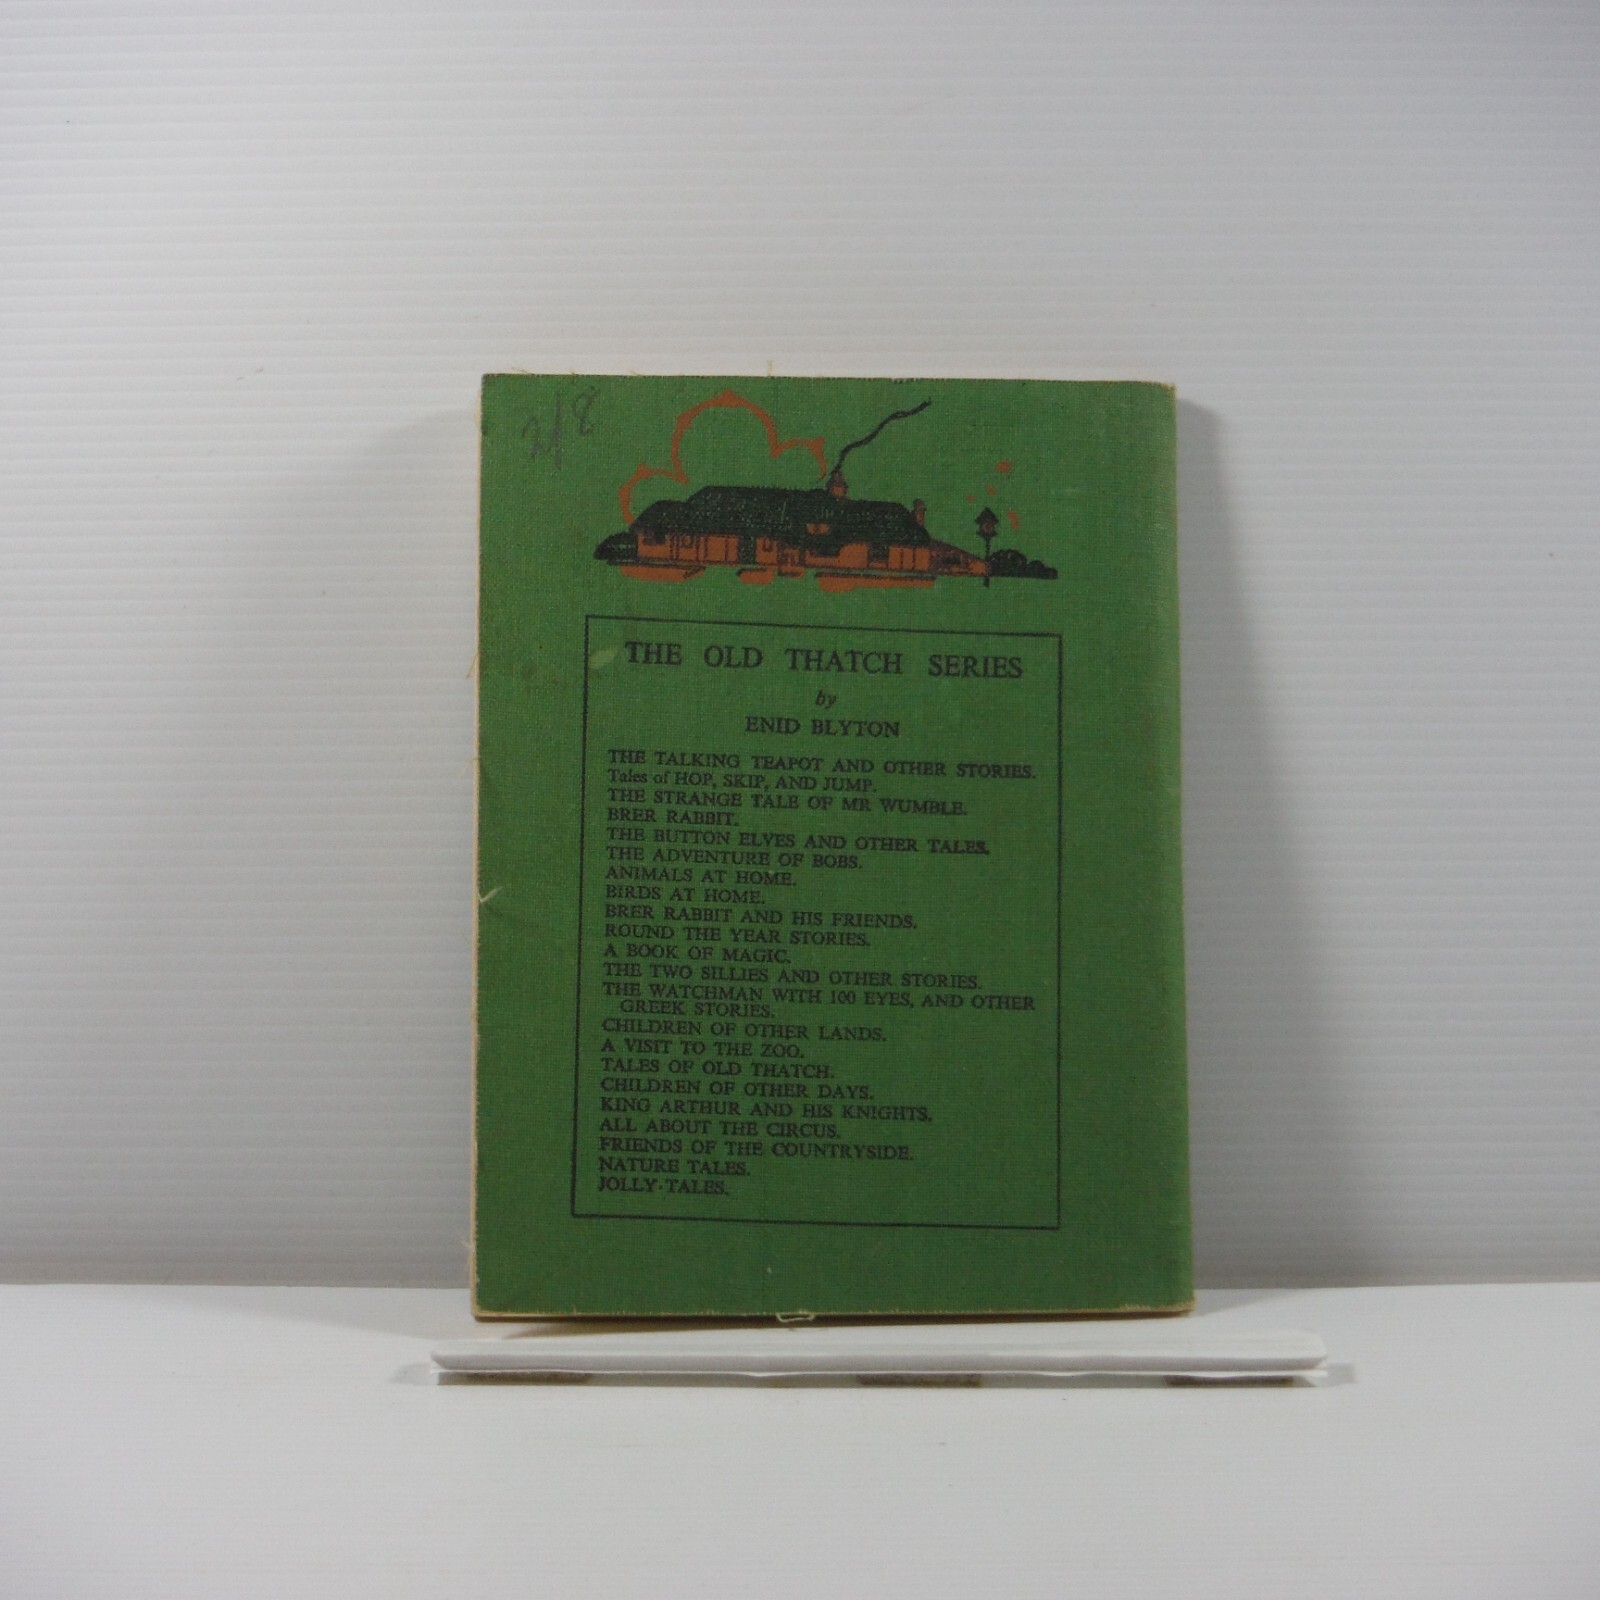 2/8
THE OLD THATCH SERIES
by
ENID BLYTON
THE TALKING TEAPOT AND OTHER STORIES.
Tales of HOP, SKIP, AND JUMP.
THE STRANGE TALE OF MR WUMBLE.
BRER RABBIT.
THE BUTTON ELVES AND OTHER TALES.
THE ADVENTURE OF BOBS.
ANIMALS AT HOME.
BIRDS AT HOME.
BRER RABBIT AND HIS FRIENDS.
ROUND THE YEAR STORIES.
A BOOK OF MAGIC.
THE TWO SILLIES AND OTHER STORIES.
THE WATCHMAN WITH 100 EYES, AND OTHER
GREEK STORIES.
CHILDREN OF OTHER LANDS.
A VISIT TO THE ZOO.
TALES OF OLD THATCH.
CHILDREN OF OTHER DAYS.
KING ARTHUR AND HIS KNIGHTS.
ALL ABOUT THE CIRCUS.
FRIENDS OF THE COUNTRYSIDE.
NATURE TALES.
JOLLY TALES.